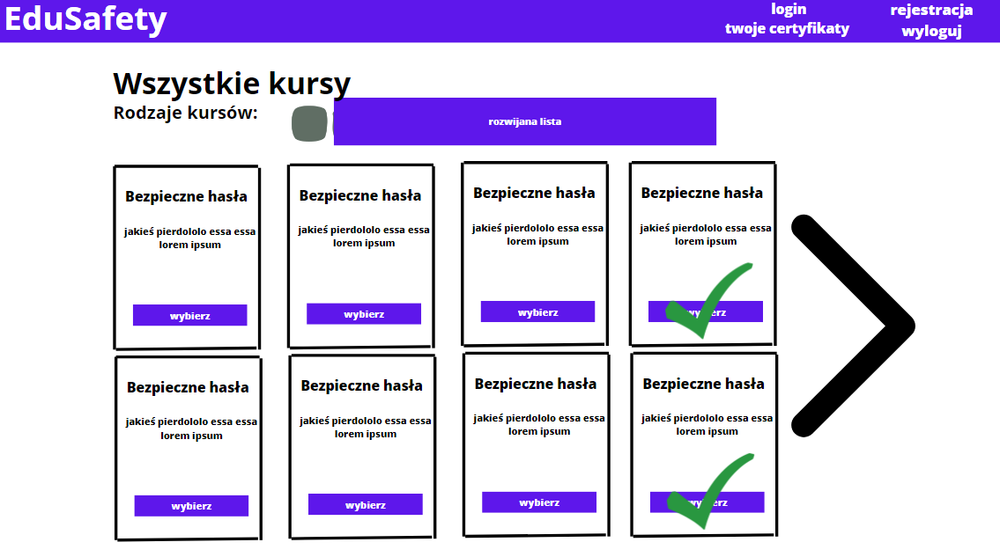 EduSafety
login
rejestracja
twoje certyfikaty
wyloguj
Wszystkie kursy
Rodzaje kursów:
rozwijana lista
Bezpieczne hasła
jakieś pierdololo essa essa
lorem ipsum
wybierz
Bezpieczne hasła
jakieś pierdololo essa essa
lorem ipsum
wybierz
Bezpieczne hasła
jakieś pierdololo essa essa
lorem ipsum
wybierz
Bezpieczne hasła
jakieś pierdololo essa essa
lorem ipsum
wybierz
Bezpieczne hasła
jakieś pierdololo essa essa
lorem ipsum
wybierz
Bezpieczne hasła
jakieś pierdololo essa essa
lorem ipsum
wybierz
Bezpieczne hasła
jakieś pierdololo essa essa
lorem ipsum
wybierz
Bezpieczne hasła
jakieś pierdololo essa essa
lorem ipsum
wybierz